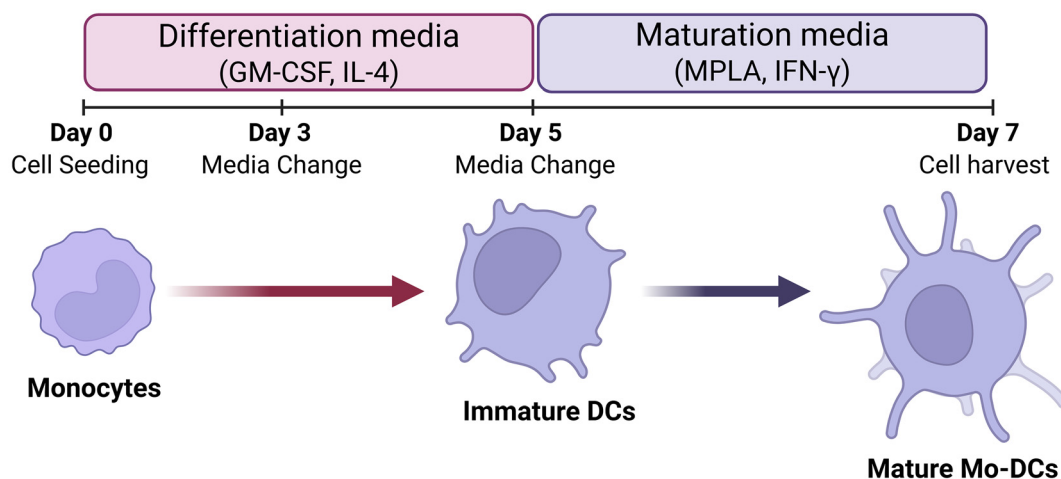 Differentiation media
(GM-CSF, IL-4)
Maturation media
(MPLA, IFN-γ)
Day 0
Cell Seeding
Day 3
Media Change
Day 5
Media Change
Day 7
Cell harvest
Monocytes
Immature DCs
Mature Mo-DCs